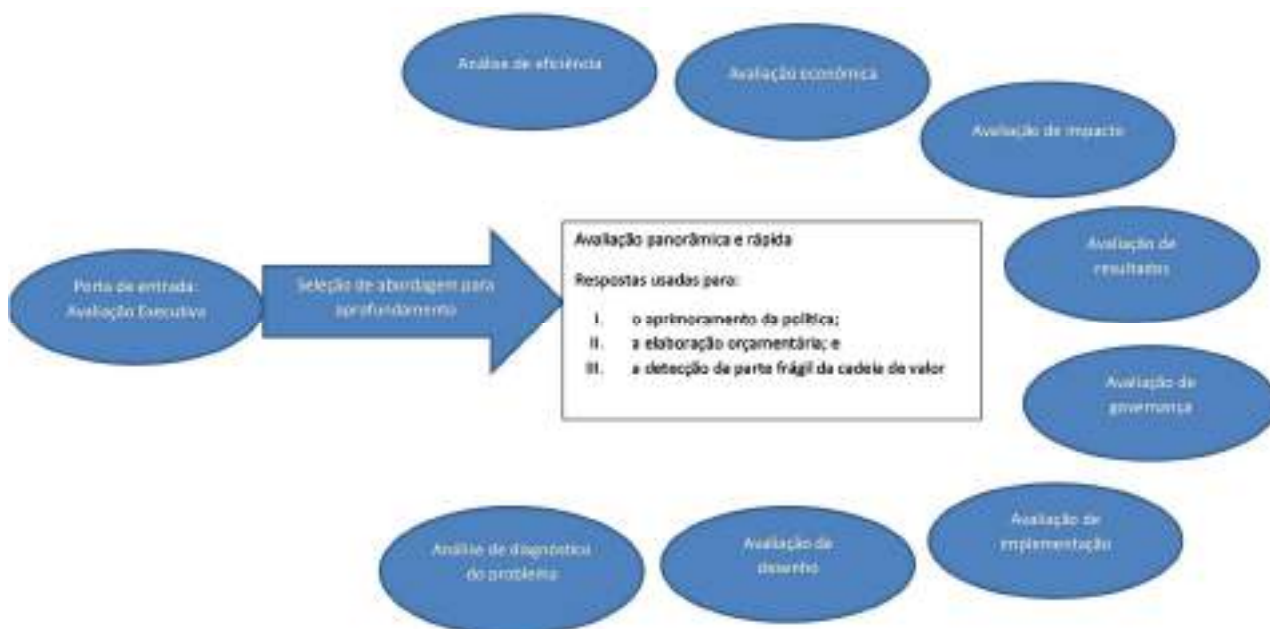 Análise de eficiência
Avaliação econômica
Avaliação de impacto
Avaliação de
resultados
Porta de entrada:
Avaliação Executiva
Seleção de abordagem para
aprofundamento
Avaliação panorâmica e rápida
Respostas usadas para:
I. o aprimoramento da política;
II. a elaboração orçamentária; e
III. a detecção da parte frágil da cadeia de valor
Avaliação de
governança
Avaliação de
implementação
Avaliação de
desenho
Análise de diagnóstico
do problema